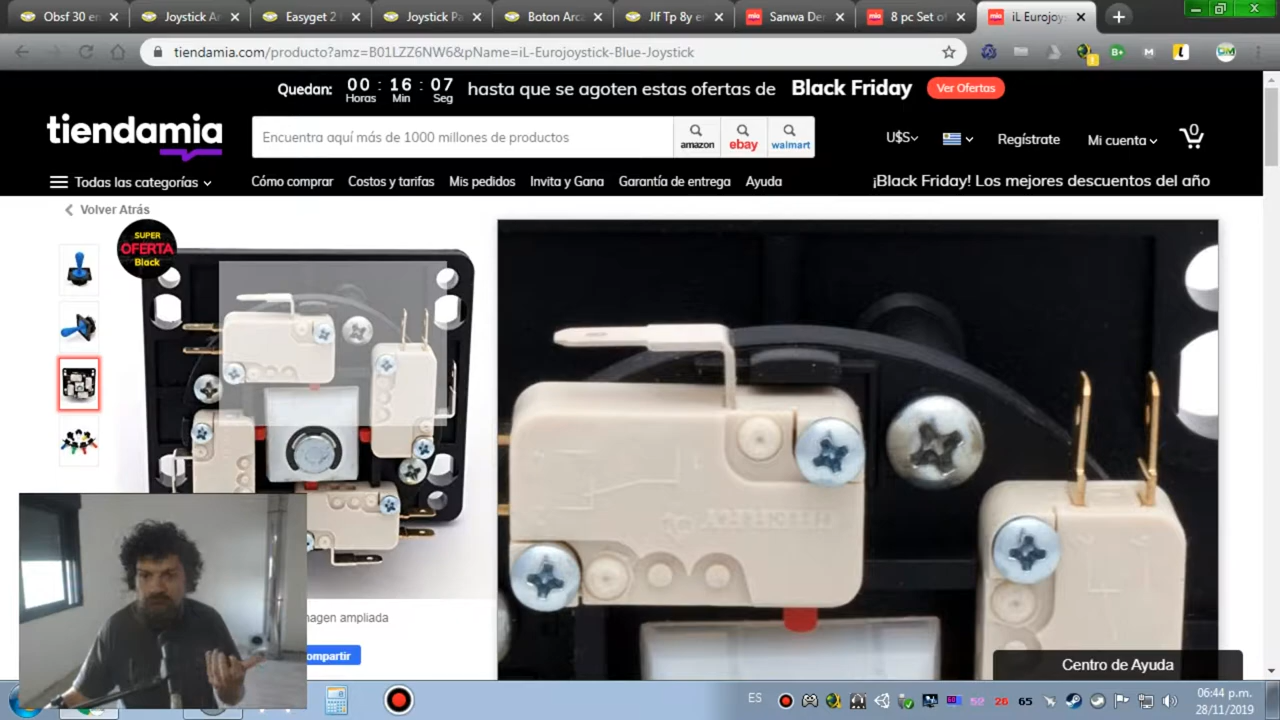 Obsf 30 en
Joystick Ar
Easyget 2
Joystick Pa
Boton Arca
Jlf Tp 8y e
Sanwa Der
8 pc Set o
iL Eurojoys
tiendamia.com/producto?amz=B01LZZ6NW6&pName=iL-Eurojoystick-Blue-Joystick
Quedan: 00 : 16 : 07 hasta que se agoten estas ofertas de Black Friday Ver Ofertas
Horas Min Seg
tiendamia
Encuentra aquí más de 1000 millones de productos
amazon ebay walmart
U$S
Regístrate
Mi cuenta
0
Todas las categorías
Cómo comprar Costos y tarifas Mis pedidos Invita y Gana Garantía de entrega Ayuda
¡Black Friday! Los mejores descuentos del año
Volver Atrás
SUPER
OFERTA
Black
CHERRY
magen ampliada
ompartir
Centro de Ayuda
ES
26 65
06:44 p.m.
28/11/2019